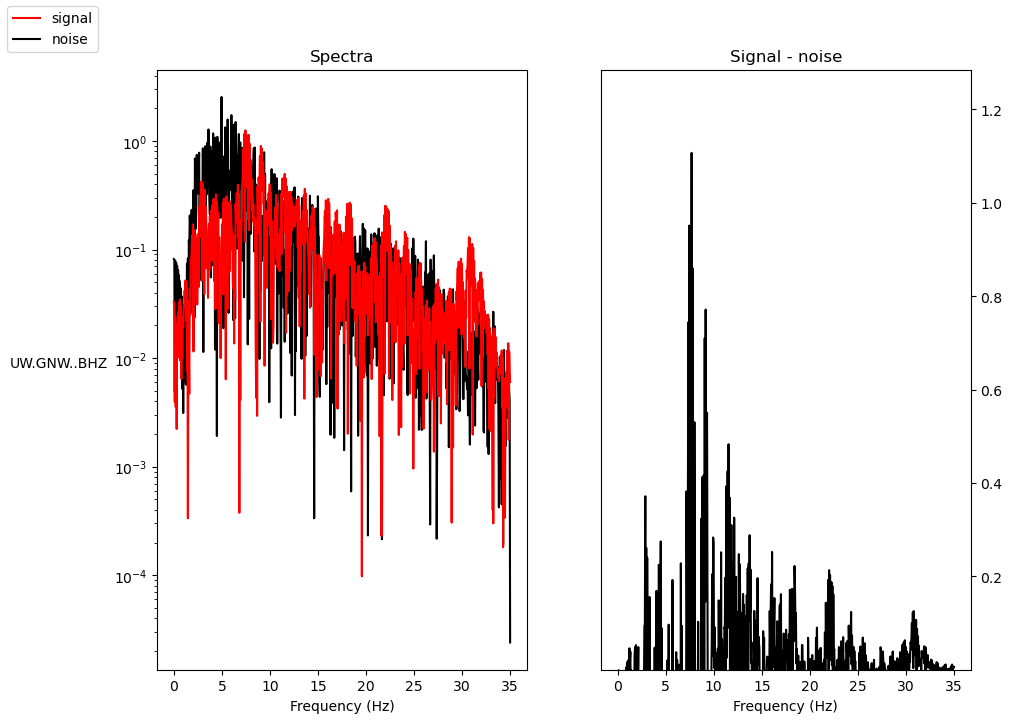 signal
noise
Spectra
Signal - noise
UW.GNW..BHZ
10^0
10^-1
10^-2
10^-3
10^-4
0 5 10 15 20 25 30 35
Frequency (Hz)
1.2
1.0
0.8
0.6
0.4
0.2
0 5 10 15 20 25 30 35
Frequency (Hz)